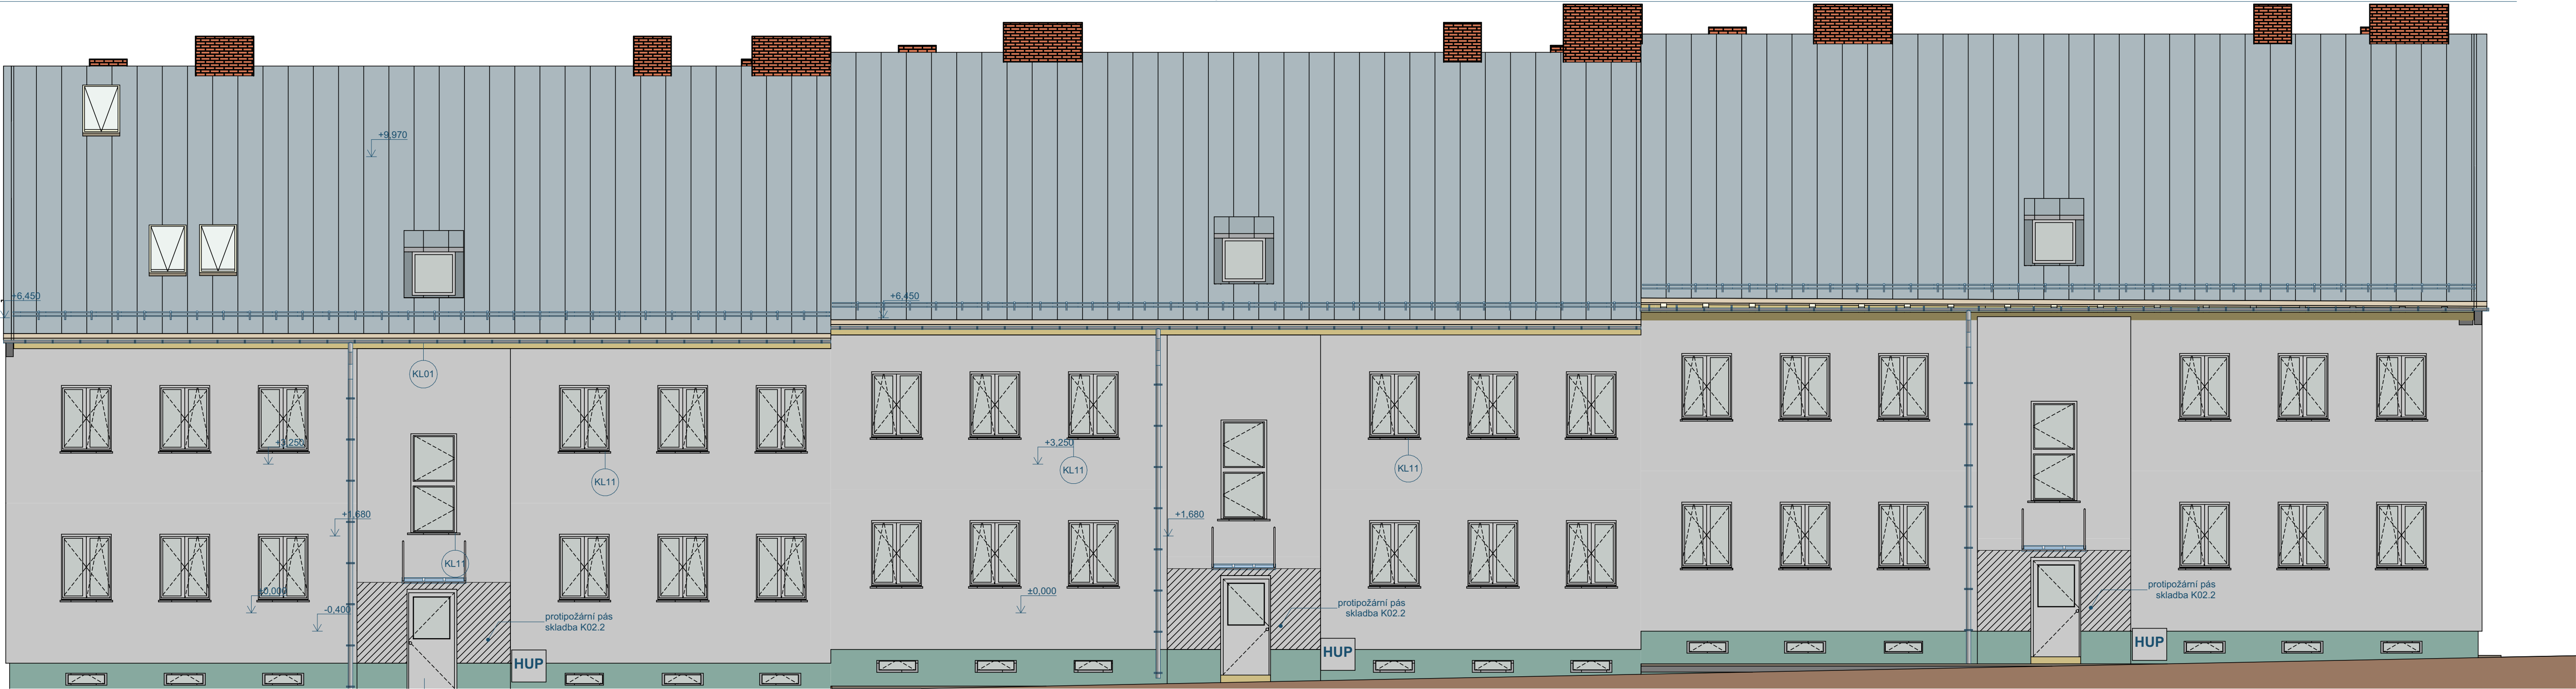 +9,970
+6,450
+6,450
KL01
+3,250
+3,250
KL11
KL11
KL11
+1,680
+1,680
KL11
±0,000
±0,000
-0,400
protipožární pás
skladba K02.2
protipožární pás
skladba K02.2
protipožární pás
skladba K02.2
HUP
HUP
HUP